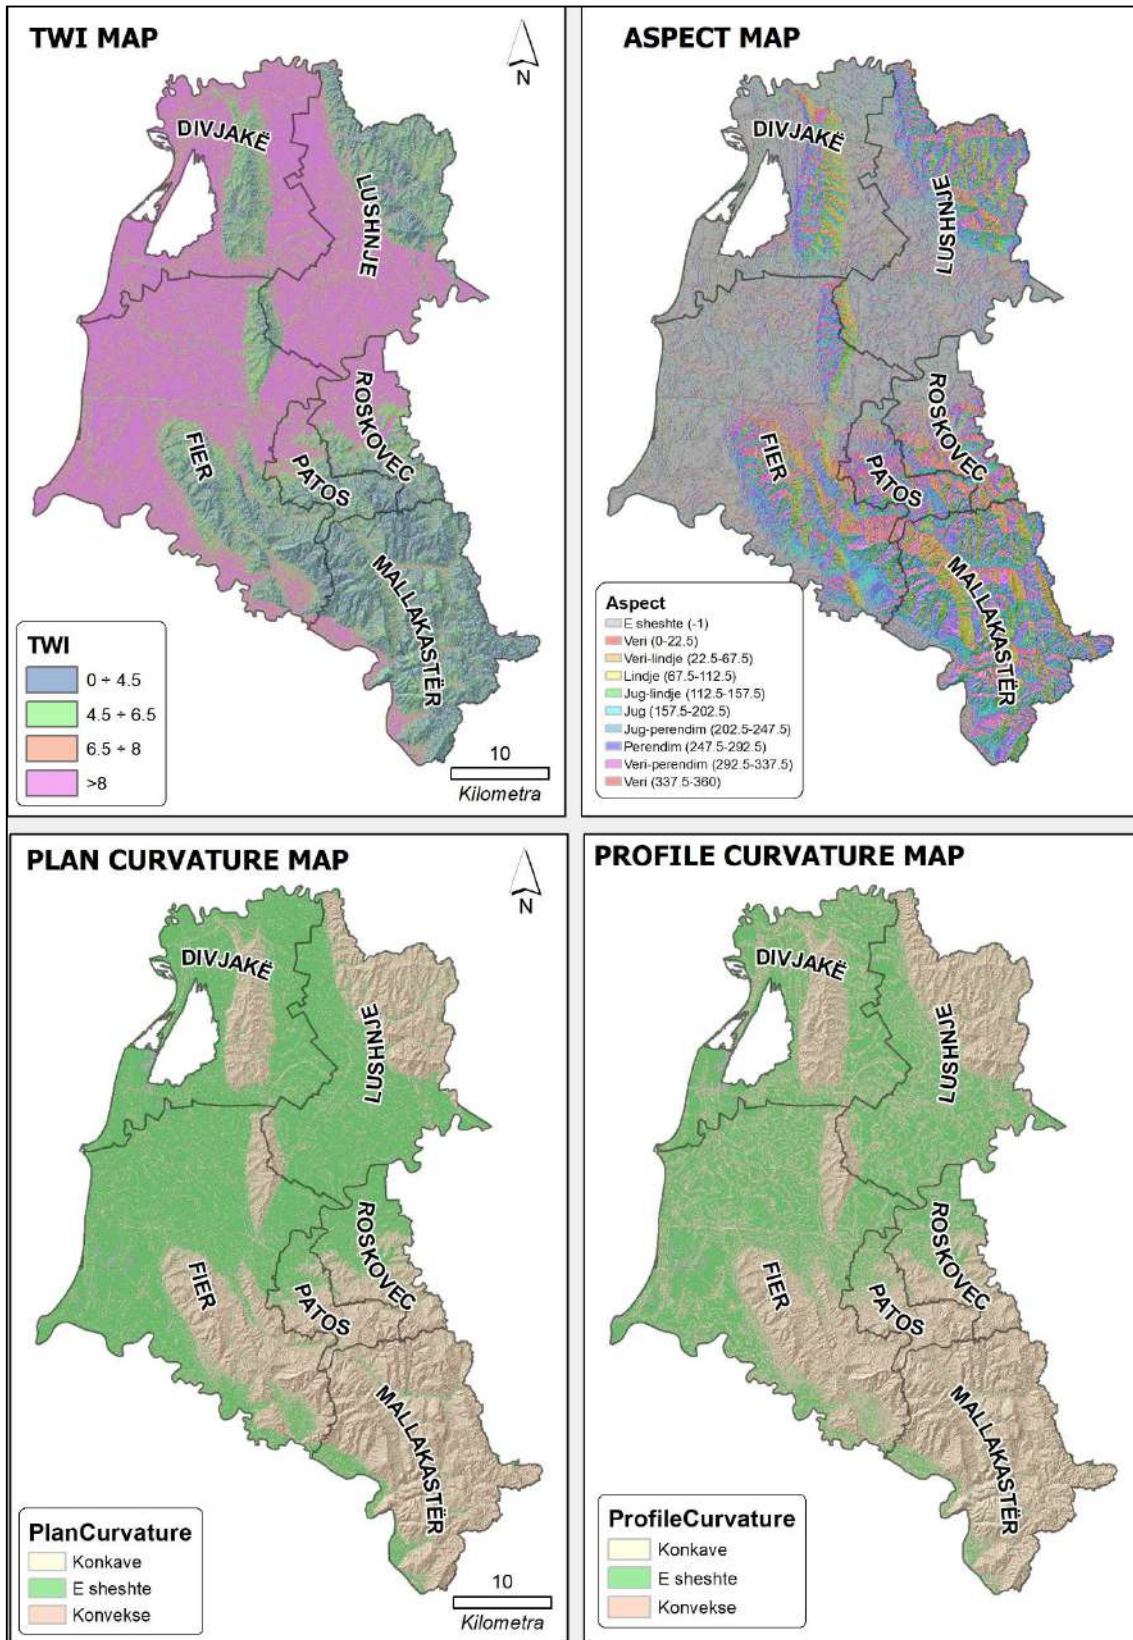 TWI MAP
N
DIVJAKË
LUSHNJE
ROSKOVEC
FIER
PATOS
MALLAKASTËR
TWI
0 ÷ 4.5
4.5 ÷ 6.5
6.5 ÷ 8
>8
10
Kilometra
ASPECT MAP
DIVJAKË
LUSHNJE
ROSKOVEC
FIER
PATOS
MALLAKASTËR
Aspect
E sheshte (-1)
Veri (0-22.5)
Veri-lindje (22.5-67.5)
Lindje (67.5-112.5)
Jug-lindje (112.5-157.5)
Jug (157.5-202.5)
Jug-perendim (202.5-247.5)
Perendim (247.5-292.5)
Veri-perendim (292.5-337.5)
Veri (337.5-360)
PLAN CURVATURE MAP
N
DIVJAKË
LUSHNJE
ROSKOVEC
FIER
PATOS
MALLAKASTËR
PlanCurvature
Konkave
E sheshte
Konvekse
10
Kilometra
PROFILE CURVATURE MAP
DIVJAKË
LUSHNJE
ROSKOVEC
FIER
PATOS
MALLAKASTËR
ProfileCurvature
Konkave
E sheshte
Konvekse